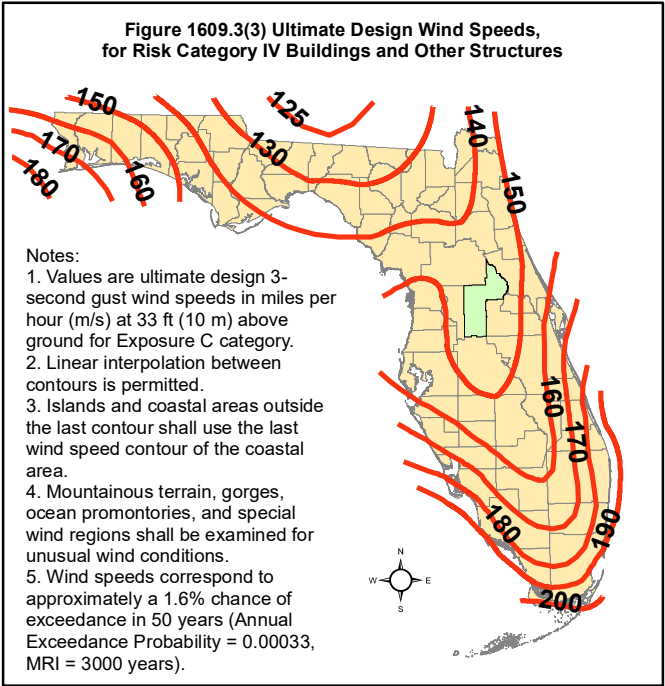 Figure 1609.3(3) Ultimate Design Wind Speeds,
for Risk Category IV Buildings and Other Structures
150
125
140
170
130
180
160
150
Notes:
1. Values are ultimate design 3-
second gust wind speeds in miles per
hour (m/s) at 33 ft (10 m) above
ground for Exposure C category.
2. Linear interpolation between
contours is permitted.
3. Islands and coastal areas outside
the last contour shall use the last
wind speed contour of the coastal
area.
4. Mountainous terrain, gorges,
ocean promontories, and special
wind regions shall be examined for
unusual wind conditions.
5. Wind speeds correspond to
approximately a 1.6% chance of
exceedance in 50 years (Annual
Exceedance Probability = 0.00033,
MRI = 3000 years).
160
170
180
190
200
N
W E
S